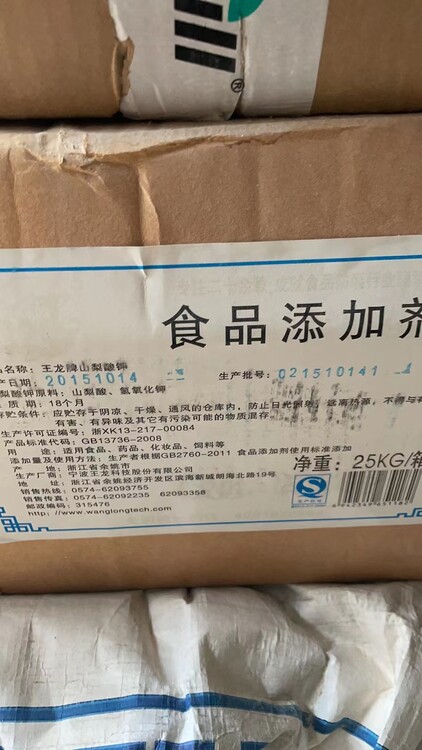 ®
专注二十余载,
食品添加
品名称: 王龙牌山梨酸钾
产日期: 20151014
生产批号: 021510141
梨酸钾原料: 山梨酸、氢氧化钾
质 期: 18个月
存贮条件: 应贮存于阴凉、干燥、通风的仓库内, 防止日光照射, 远离热源, 不得与有
有害、有异味及其它有污染可能的物质混存
生产许可证编号: 浙XK13-217-00084
产品标准代码: GB13736-2008
用 途: 适用食品、药品、化妆品、饲料等
添加量及使用方法: 生产者根据GB2760-2011 食品添加剂使用标准添加
产 地: 浙江省余姚市
净重: 25KG/箱
生产厂商: 宁波王龙科技股份有限公司
地 址: 浙江省余姚经济开发区滨海新城朗海北路19号
销售热线: 0574-62093755
销售传真: 0574-62092235 62093358
邮政编码: 315476
http://www.wanglongtech.com